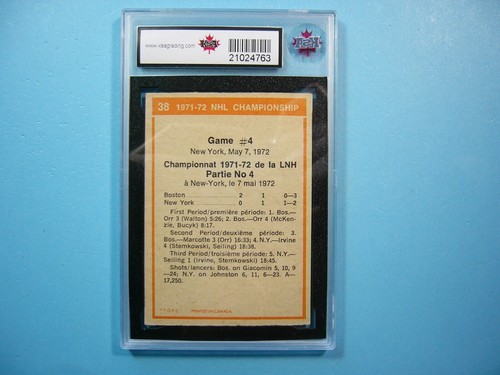 www.ksagrading.com
KSA
21024763
38 1971-72 NHL CHAMPIONSHIP
Game #4
New York, May 7, 1972
Championnat 1971-72 de la LNH
Partie No 4
à New-York, le 7 mai 1972
Boston 2 1 0—3
New York 0 1 1—2
First Period/première période: 1. Bos.—
Orr 3 (Walton) 5:26; 2. Bos.—Orr 4 (McKen-
zie, Bucyk) 8:17.
Second Period/deuxième période: 3.
Bos.—Marcotte 3 (Orr) 16:33; 4. N.Y.—Irvine
4 (Stemkowski, Seiling) 18:38.
Third Period/troisième période: 5. N.Y.—
Seiling 1 (Irvine, Stemkowski) 18:45.
Shots/lancers: Bos. on Giacomin 5, 10, 9
—24; N.Y. on Johnston 6, 11, 6—23. A—
17,250.
PRINTED IN CANADA